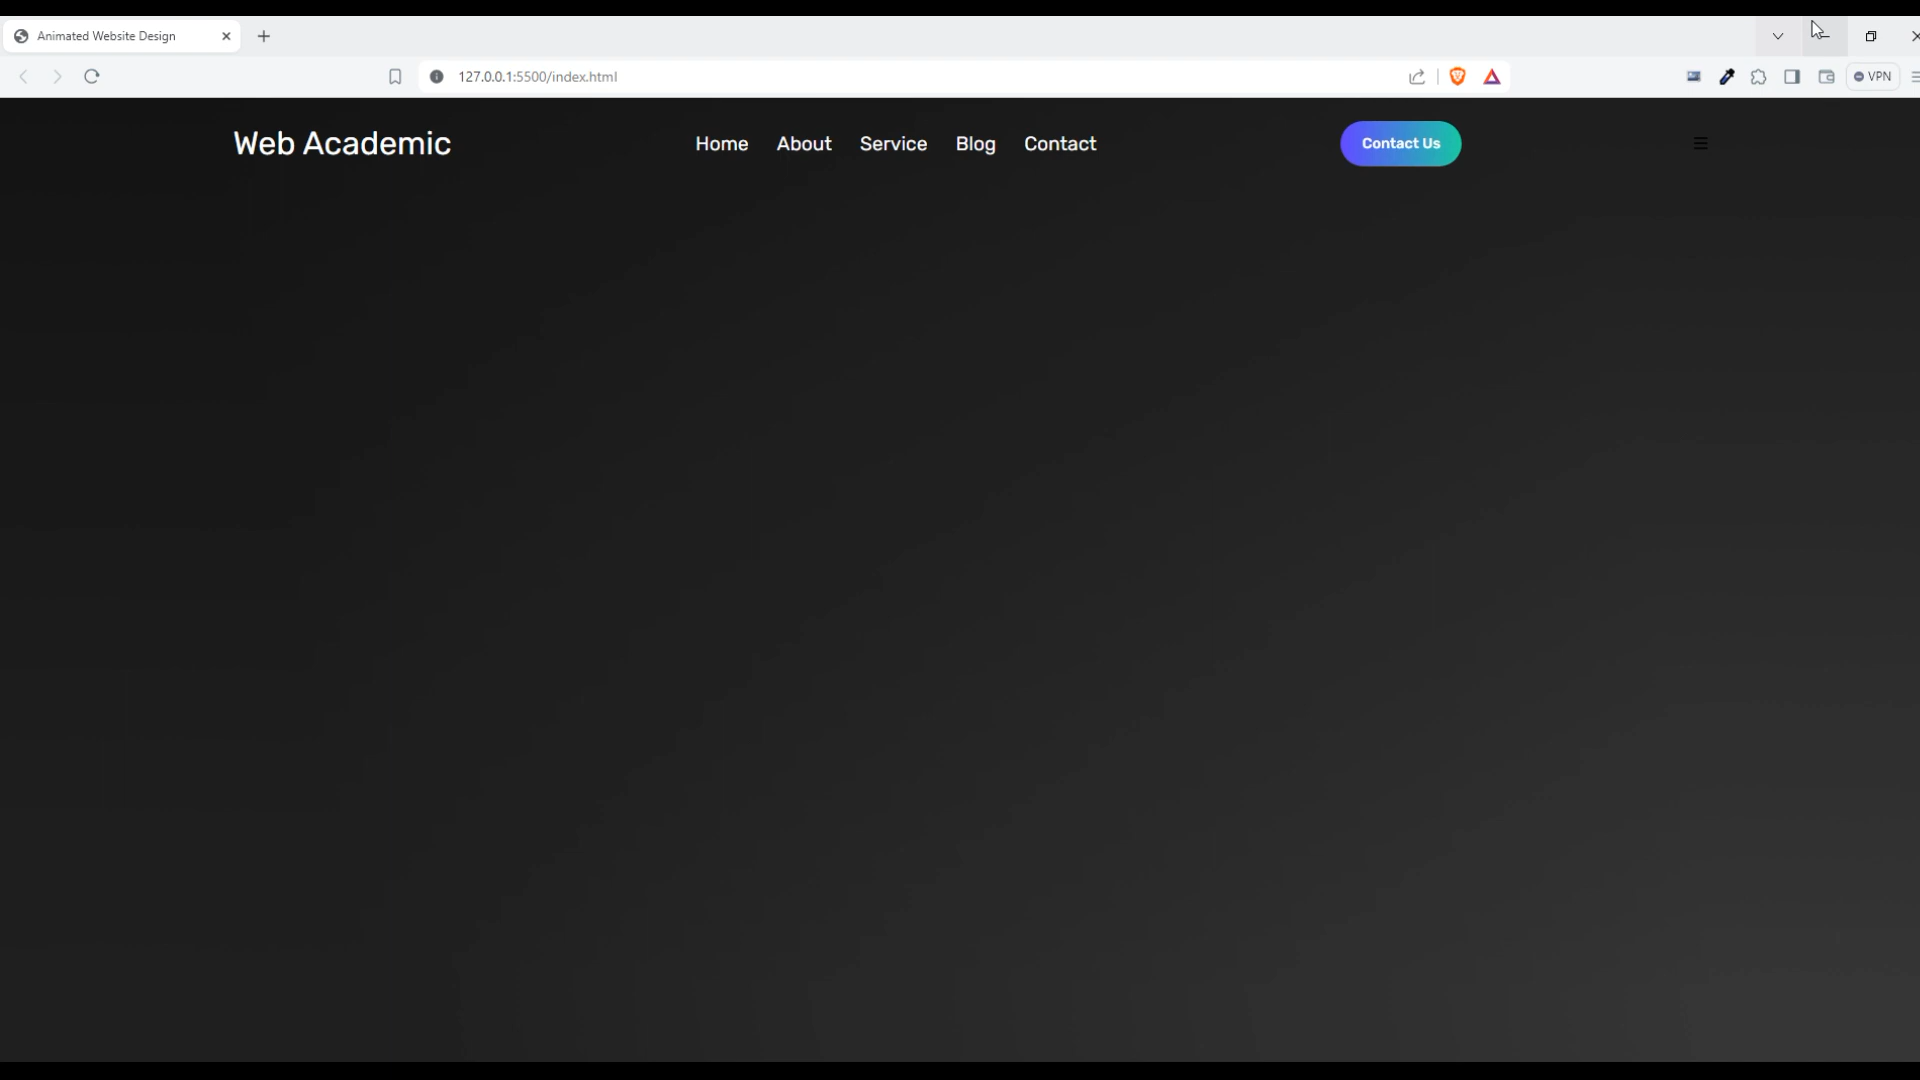 Animated Website Design
127.0.0.1:5500/index.html
VPN
Web Academic
Home About Service Blog Contact
Contact Us